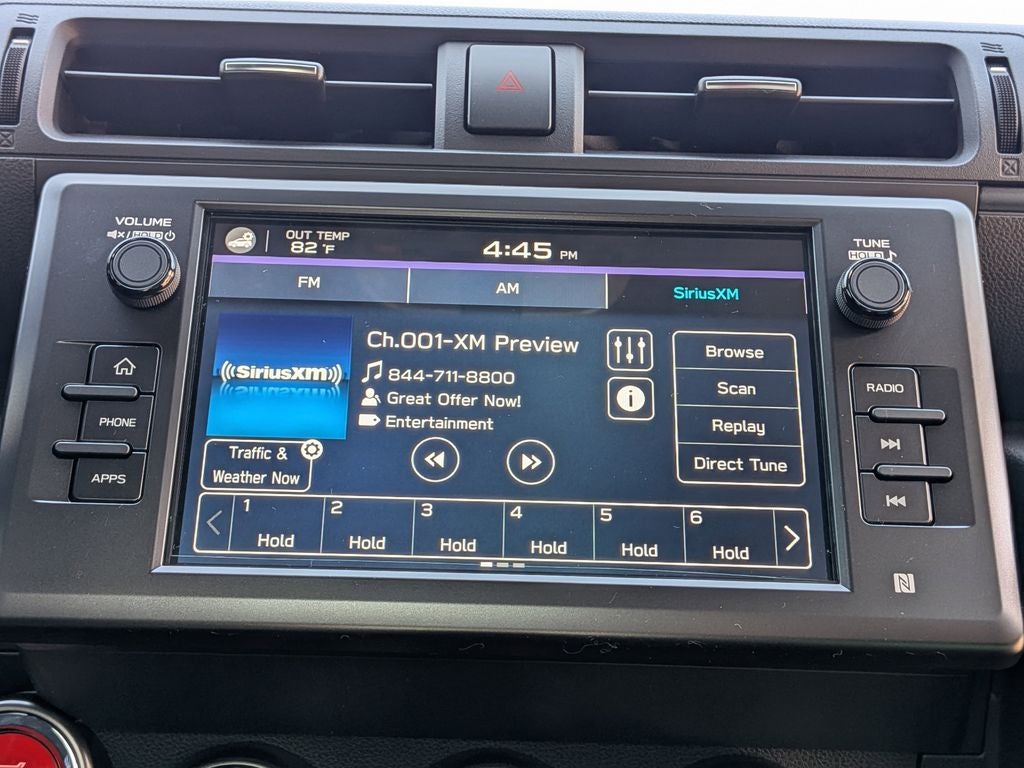 VOLUME
HOLD
OUT TEMP
82 °F
4:45 PM
TUNE
HOLD
FM
AM
SiriusXM
((SiriusXM))
Ch.001-XM Preview
844-711-8800
Great Offer Now!
Entertainment
Browse
Scan
Replay
Direct Tune
Traffic &
Weather Now
1 Hold
2 Hold
3 Hold
4 Hold
5 Hold
6 Hold
PHONE
APPS
RADIO